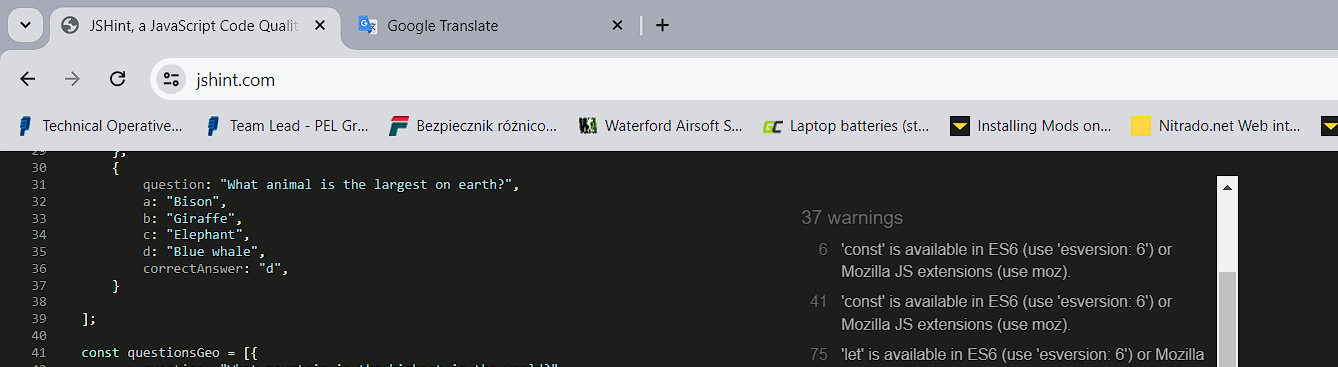 JSHint, a JavaScript Code Qualit
Google Translate
jshint.com
Technical Operative... Team Lead - PEL Gr... Bezpiecznik różnico... Waterford Airsoft S... Laptop batteries (st... Installing Mods on... Nitrado.net Web int...
29 },
30 {
31 question: "What animal is the largest on earth?",
32 a: "Bison",
33 b: "Giraffe",
34 c: "Elephant",
35 d: "Blue whale",
36 correctAnswer: "d",
37 }
38
39 ];
40
41 const questionsGeo = [{
37 warnings
6 'const' is available in ES6 (use 'esversion: 6') or
Mozilla JS extensions (use moz).
41 'const' is available in ES6 (use 'esversion: 6') or
Mozilla JS extensions (use moz).
75 'let' is available in ES6 (use 'esversion: 6') or Mozilla